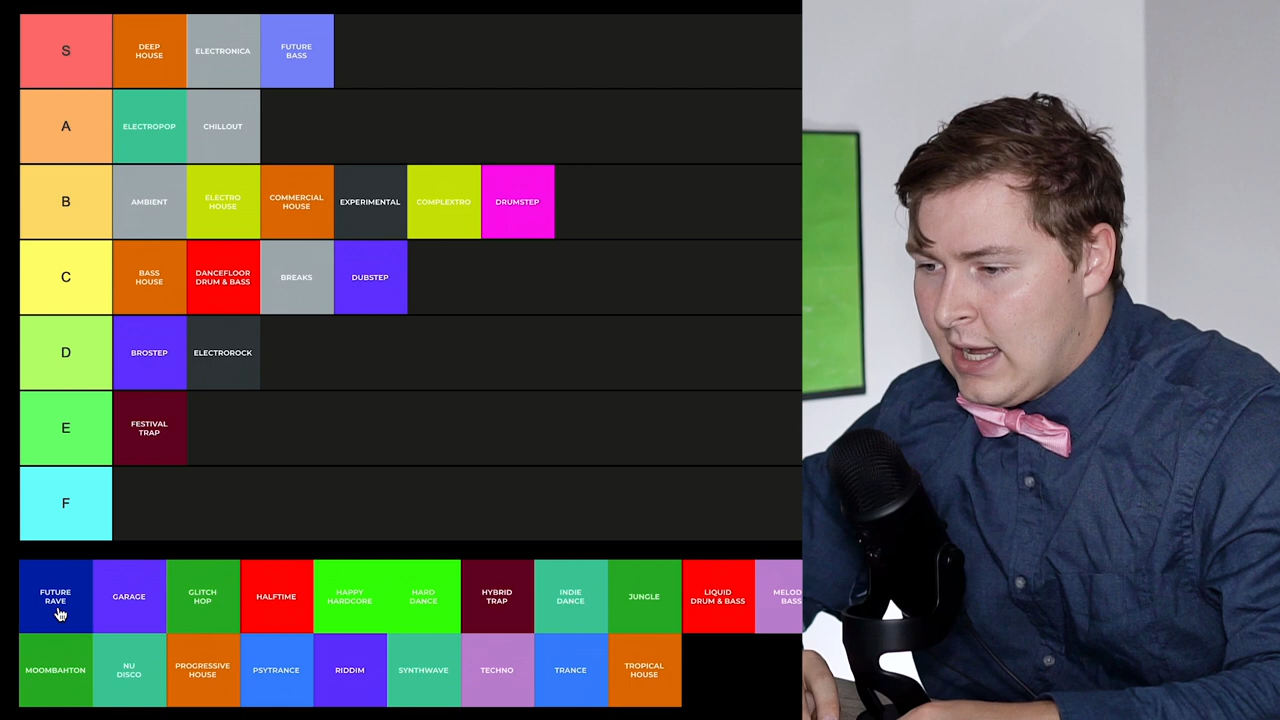 S
DEEP
HOUSE
ELECTRONICA
FUTURE
BASS
A
ELECTROPOP
CHILLOUT
B
AMBIENT
ELECTRO
HOUSE
COMMERCIAL
HOUSE
EXPERIMENTAL
COMPLEXTRO
DRUMSTEP
C
BASS
HOUSE
DANCEFLOOR
DRUM & BASS
BREAKS
DUBSTEP
D
BROSTEP
ELECTROROCK
E
FESTIVAL
TRAP
F
FUTURE
RAVE
GARAGE
GLITCH
HOP
HALFTIME
HAPPY
HARDCORE
HARD
DANCE
HYBRID
TRAP
INDIE
DANCE
JUNGLE
LIQUID
DRUM & BASS
MELOD
BASS
MOOMBAHTON
NU
DISCO
PROGRESSIVE
HOUSE
PSYTRANCE
RIDDIM
SYNTHWAVE
TECHNO
TRANCE
TROPICAL
HOUSE